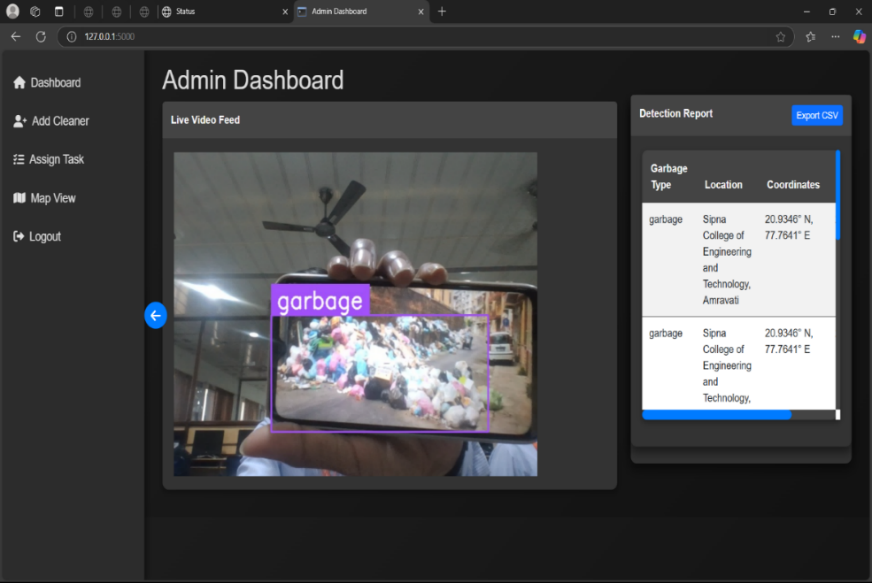 Status
Admin Dashboard
127.0.0.1:5000
Dashboard
Add Cleaner
Assign Task
Map View
Logout
Admin Dashboard
Live Video Feed
garbage
Detection Report
Export CSV
Garbage
Type
Location
Coordinates
garbage
Sipna
College of
Engineering
and
Technology,
Amravati
20.9346° N,
77.7641° E
garbage
Sipna
College of
Engineering
and
Technology,
20.9346° N,
77.7641° E